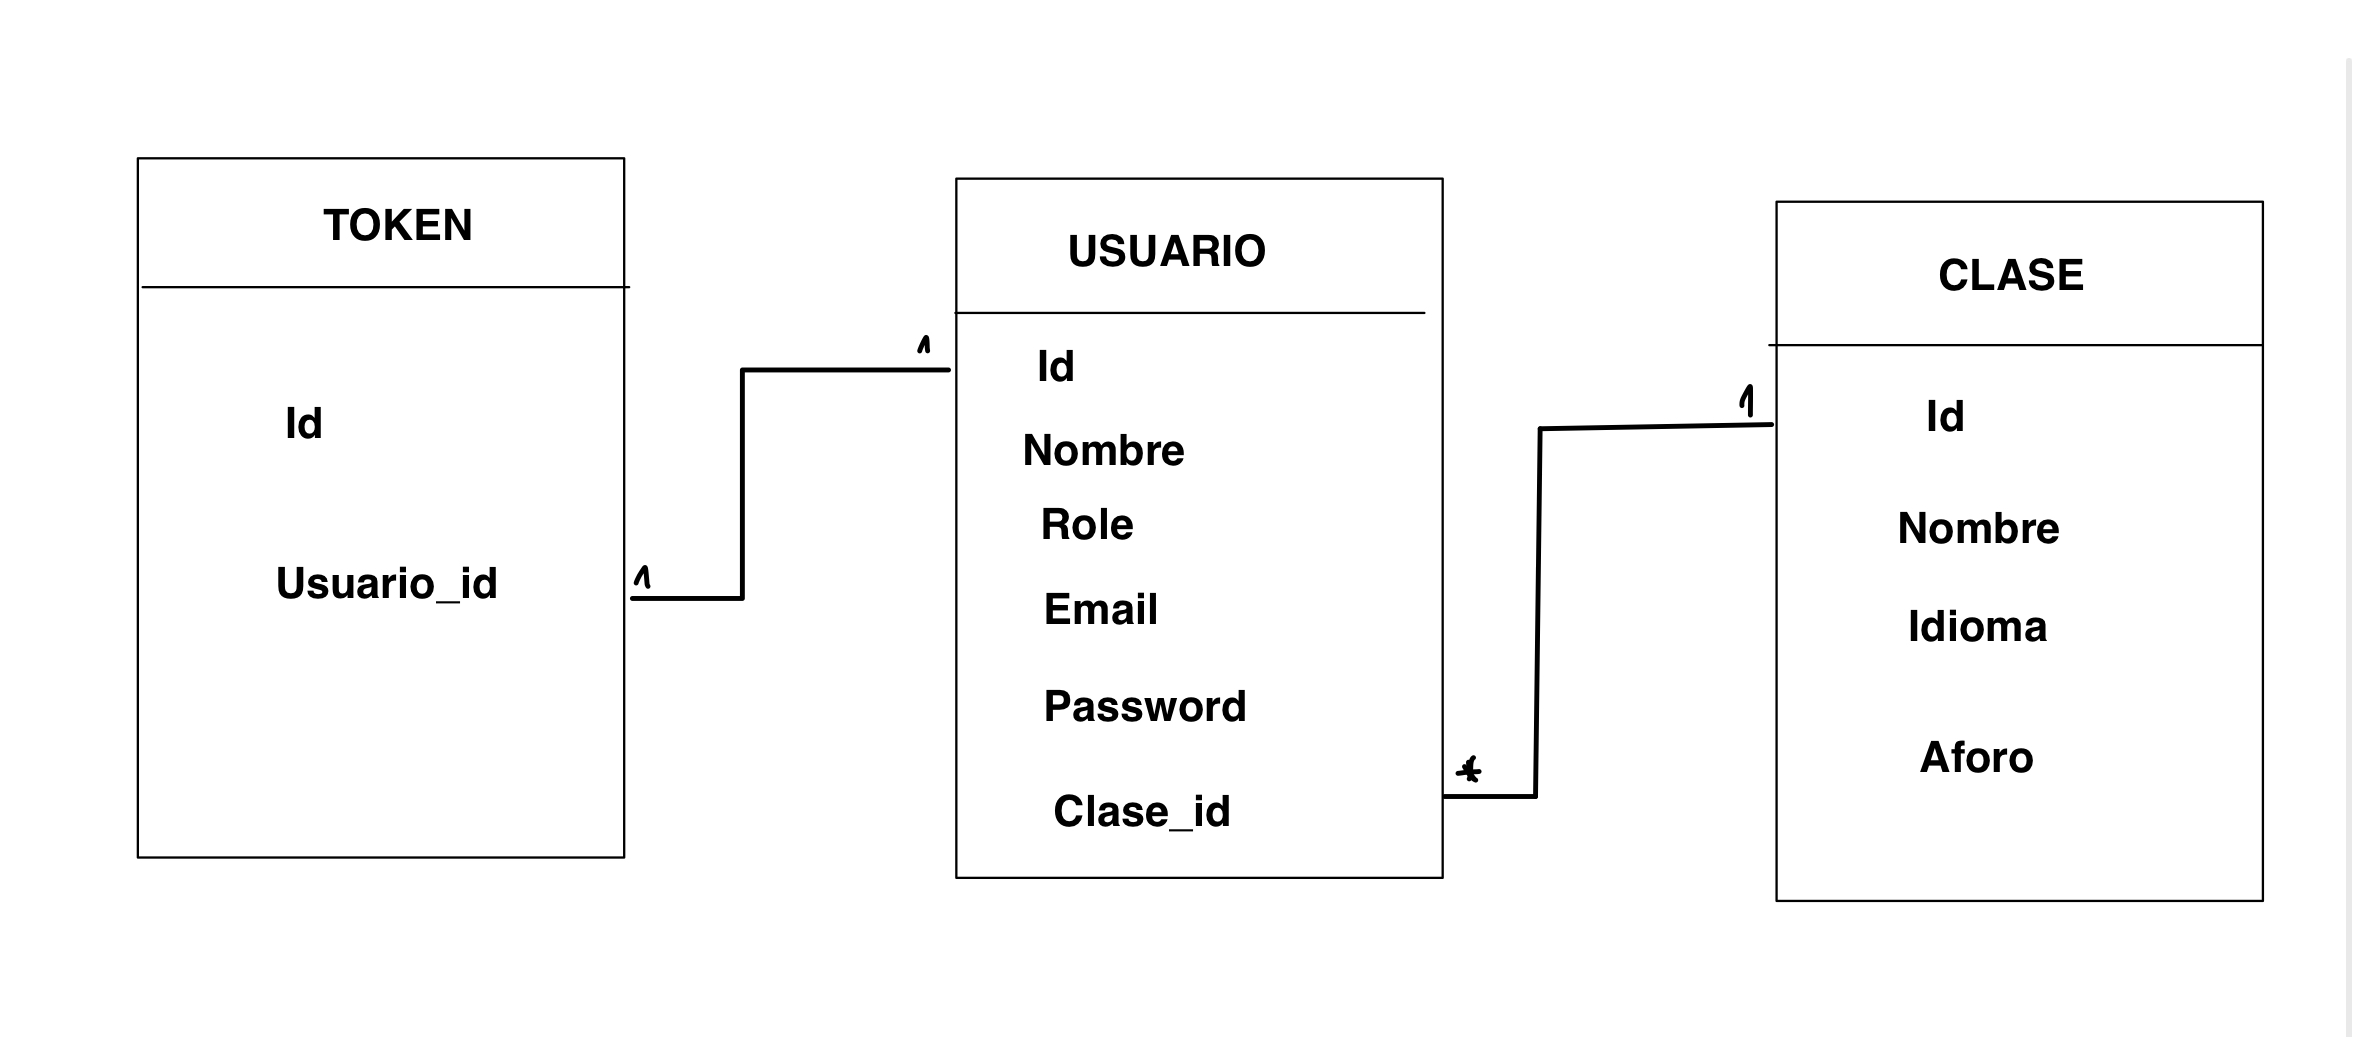 TOKEN
Id
Usuario_id
1
1
USUARIO
Id
Nombre
Role
Email
Password
Clase_id
*
1
CLASE
Id
Nombre
Idioma
Aforo